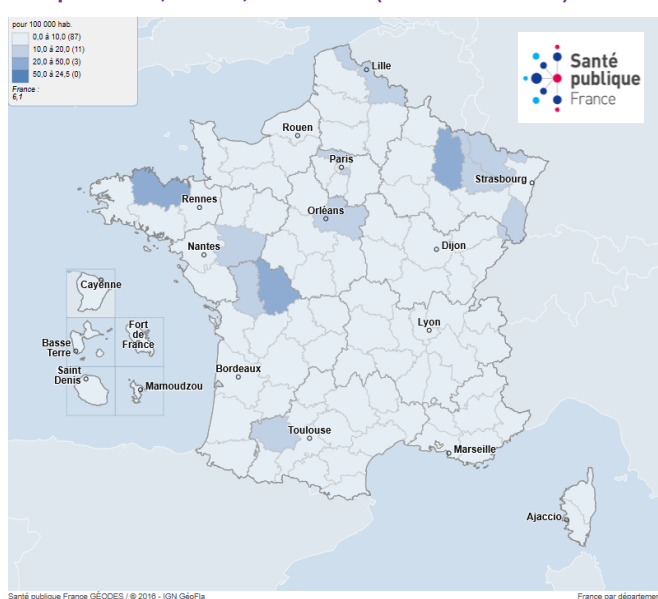 pour 100 000 hab.
0,0 à 10,0 (87)
10,0 à 20,0 (11)
20,0 à 50,0 (3)
50,0 à 24,5 (0)
France :
6,1
Santé
publique
France
Lille
Rouen
Paris
Strasbourg
Rennes
Orléans
Nantes
Dijon
Cayenne
Lyon
Basse
Terre
Fort
de
France
Saint
Denis
Mamoudzou
Bordeaux
Toulouse
Marseille
Ajaccio
Santé publique France GÉODES / © 2016 - IGN GéoFla
France par département